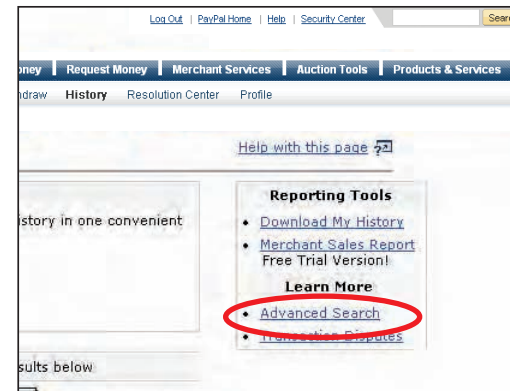 Log Out | PayPal Home | Help | Security Center Sear
oney Request Money Merchant Services Auction Tools Products & Services
hdraw History Resolution Center Profile
Help with this page
Reporting Tools
istory in one convenient
• Download My History
• Merchant Sales Report
Free Trial Version!
Learn More
• Advanced Search
• Transaction Disputes
sults below